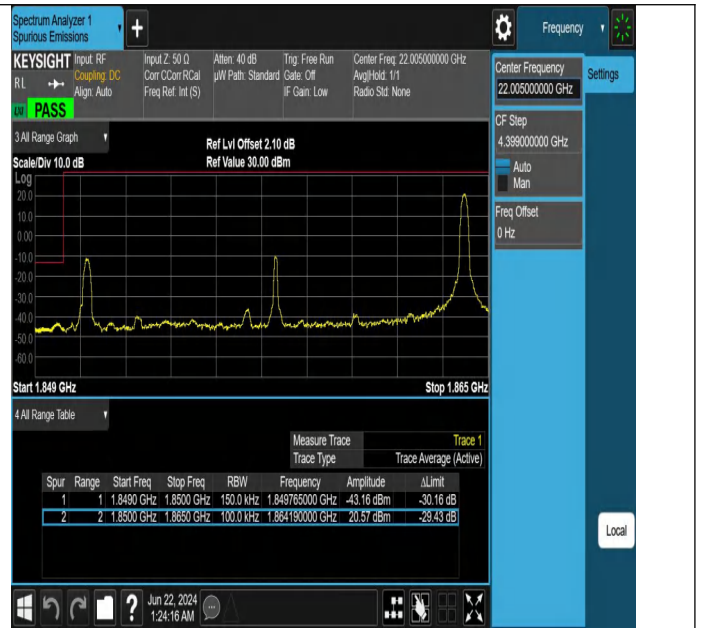 Spectrum Analyzer 1
Spurious Emissions
+
Frequency
KEYSIGHT
RL
LXI
PASS
Input: RF
Coupling: DC
Align: Auto
Input Z: 50 Ω
Corr CCorr RCal
Freq Ref: Int (S)
Atten: 40 dB
µW Path: Standard
Trig: Free Run
Gate: Off
IF Gain: Low
Center Freq: 22.005000000 GHz
Avg|Hold: 1/1
Radio Std: None
Center Frequency
22.005000000 GHz
Settings
CF Step
4.399000000 GHz
Auto
Man
Freq Offset
0 Hz
3 All Range Graph
Ref Lvl Offset 2.10 dB
Scale/Div 10.0 dB
Ref Value 30.00 dBm
Log
20.0
10.0
0.00
-10.0
-20.0
-30.0
-40.0
-50.0
-60.0
Start 1.849 GHz
Stop 1.865 GHz
4 All Range Table
Measure Trace Trace 1
Trace Type Trace Average (Active)
Spur Range Start Freq Stop Freq RBW Frequency Amplitude ΔLimit
1 1 1.8490 GHz 1.8500 GHz 150.0 kHz 1.849765000 GHz -43.16 dBm -30.16 dB
2 2 1.8500 GHz 1.8650 GHz 100.0 kHz 1.864190000 GHz 20.57 dBm -29.43 dB
Local
?
Jun 22, 2024
1:24:16 AM